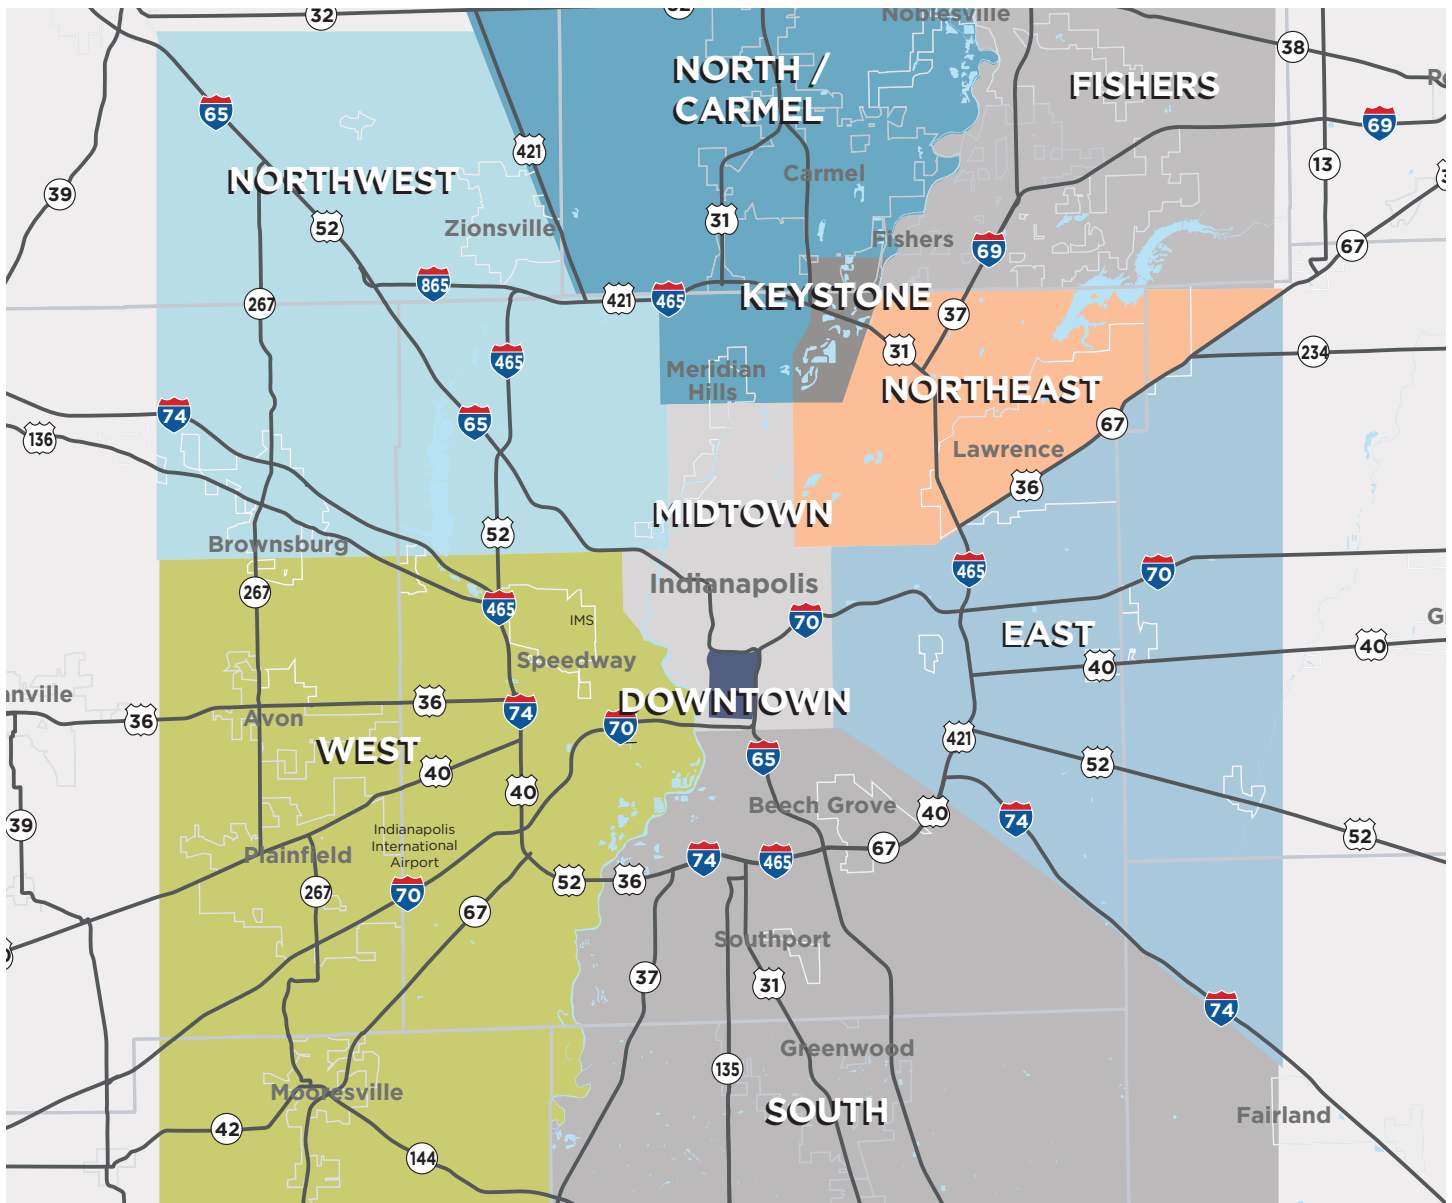 32
32
Noblesville
38
NORTH /
CARMEL
FISHERS
65
69
421
13
39
NORTHWEST
Carmel
31
52
Zionsville
Fishers
69
67
865
267
421
465
KEYSTONE
37
31
234
465
Meridian
Hills
NORTHEAST
74
65
67
136
Lawrence
36
MIDTOWN
52
Brownsburg
465
70
Indianapolis
267
465
IMS
70
EAST
40
40
Speedway
36
36
74
DOWNTOWN
Avon
70
421
WEST
65
52
40
40
Beech Grove
40
74
39
52
Indianapolis
International
Airport
Plainfield
74
465
67
267
70
52
36
67
Southport
37
31
74
Greenwood
135
Mooresville
SOUTH
Fairland
42
144